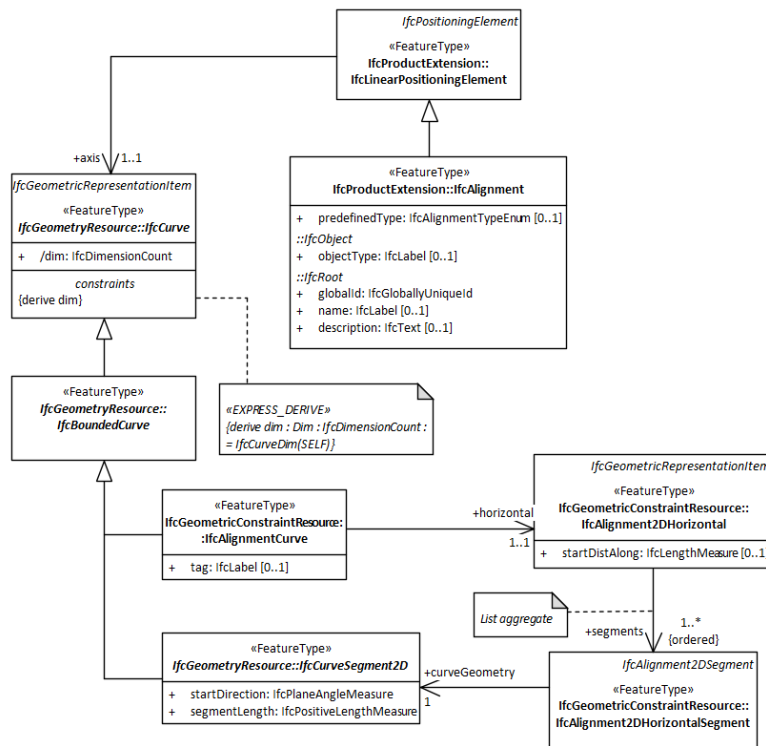 IfcPositioningElement
«FeatureType»
IfcProductExtension::
IfcLinearPositioningElement
+axis
1..1
IfcGeometricRepresentationItem
«FeatureType»
IfcGeometryResource::IfcCurve
+ /dim: IfcDimensionCount
constraints
{derive dim}
«FeatureType»
IfcProductExtension::IfcAlignment
+ predefinedType: IfcAlignmentTypeEnum [0..1]
::IfcObject
+ objectType: IfcLabel [0..1]
::IfcRoot
+ globalId: IfcGloballyUniqueId
+ name: IfcLabel [0..1]
+ description: IfcText [0..1]
«FeatureType»
IfcGeometryResource::
IfcBoundedCurve
«EXPRESS_DERIVE»
{derive dim : Dim : IfcDimensionCount :
= IfcCurveDim(SELF)}
«FeatureType»
IfcGeometricConstraintResource:
:IfcAlignmentCurve
+ tag: IfcLabel [0..1]
+horizontal
1..1
IfcGeometricRepresentationItem
«FeatureType»
IfcGeometricConstraintResource::
IfcAlignment2DHorizontal
+ startDistAlong: IfcLengthMeasure [0..1]
List aggregate
+segments
1..*
{ordered}
«FeatureType»
IfcGeometryResource::IfcCurveSegment2D
+ startDirection: IfcPlaneAngleMeasure
+ segmentLength: IfcPositiveLengthMeasure
+curveGeometry
1
IfcAlignment2DSegment
«FeatureType»
IfcGeometricConstraintResource::
IfcAlignment2DHorizontalSegment